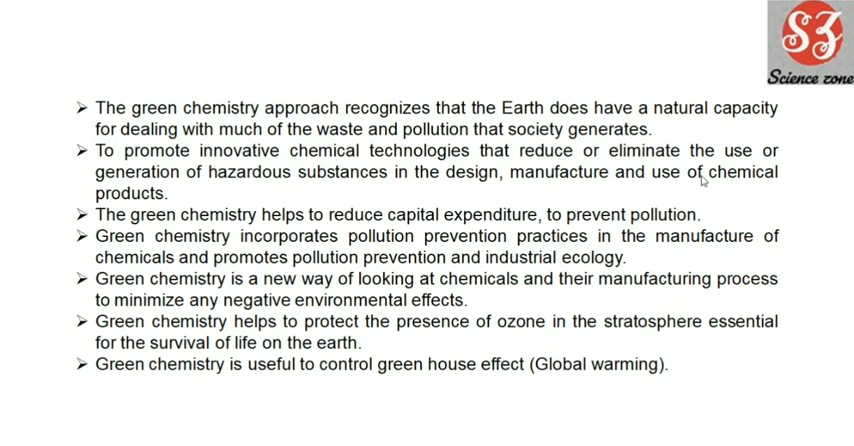 SZ
Science zone
➢ The green chemistry approach recognizes that the Earth does have a natural capacity
for dealing with much of the waste and pollution that society generates.
➢ To promote innovative chemical technologies that reduce or eliminate the use or
generation of hazardous substances in the design, manufacture and use of chemical
products.
➢ The green chemistry helps to reduce capital expenditure, to prevent pollution.
➢ Green chemistry incorporates pollution prevention practices in the manufacture of
chemicals and promotes pollution prevention and industrial ecology.
➢ Green chemistry is a new way of looking at chemicals and their manufacturing process
to minimize any negative environmental effects.
➢ Green chemistry helps to protect the presence of ozone in the stratosphere essential
for the survival of life on the earth.
➢ Green chemistry is useful to control green house effect (Global warming).